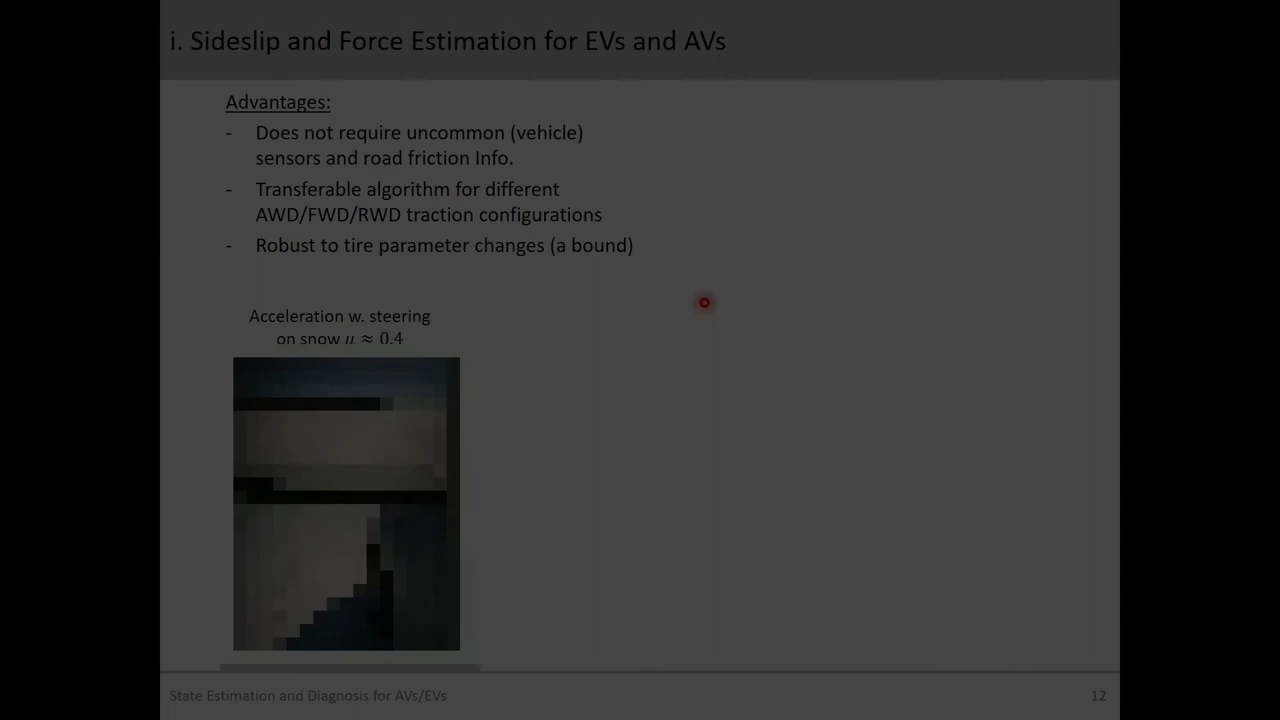 i. Sideslip and Force Estimation for EVs and AVs
Advantages:
- Does not require uncommon (vehicle)
sensors and road friction Info.
- Transferable algorithm for different
AWD/FWD/RWD traction configurations
- Robust to tire parameter changes (a bound)
Acceleration w. steering
on snow μ ≈ 0.4
State Estimation and Diagnosis for AVs/EVs
12